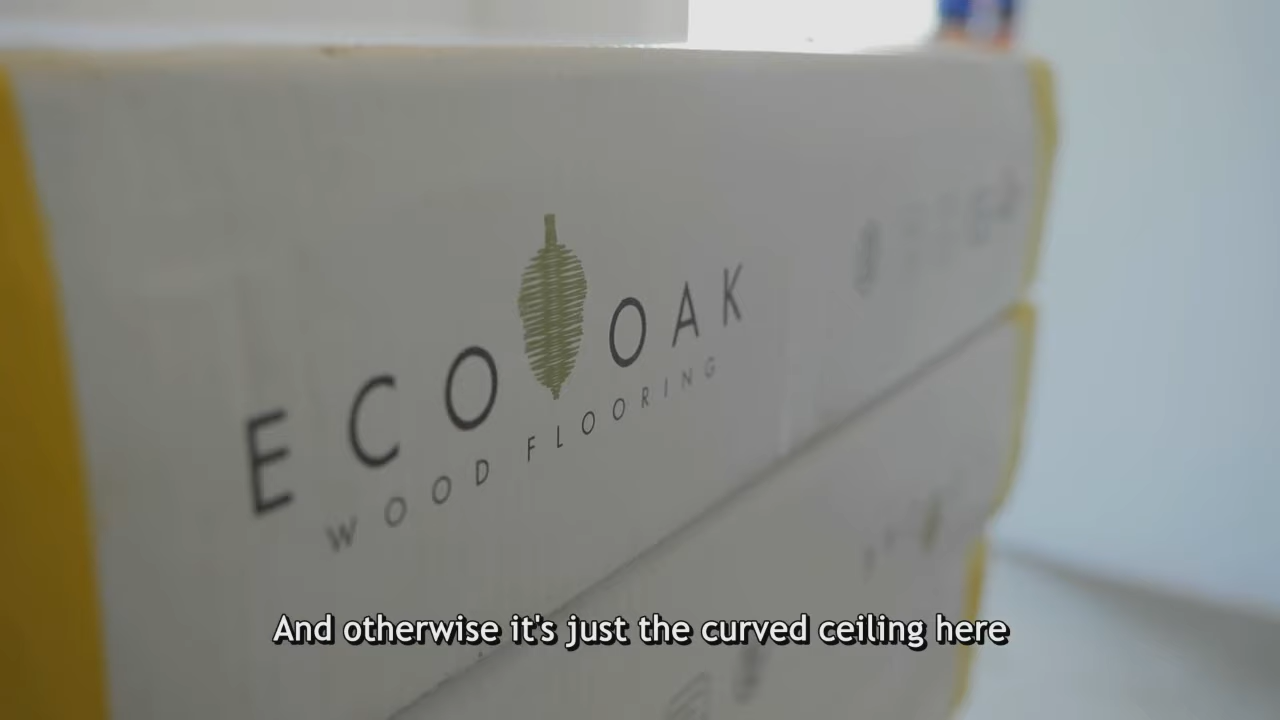 ECO OAK
WOOD FLOORING
And otherwise it's just the curved ceiling here